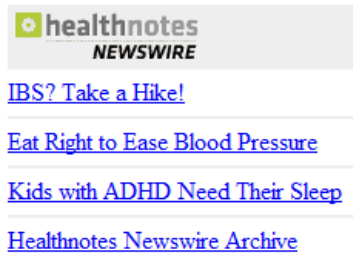 healthnotes
NEWSWIRE
IBS? Take a Hike!
Eat Right to Ease Blood Pressure
Kids with ADHD Need Their Sleep
Healthnotes Newswire Archive